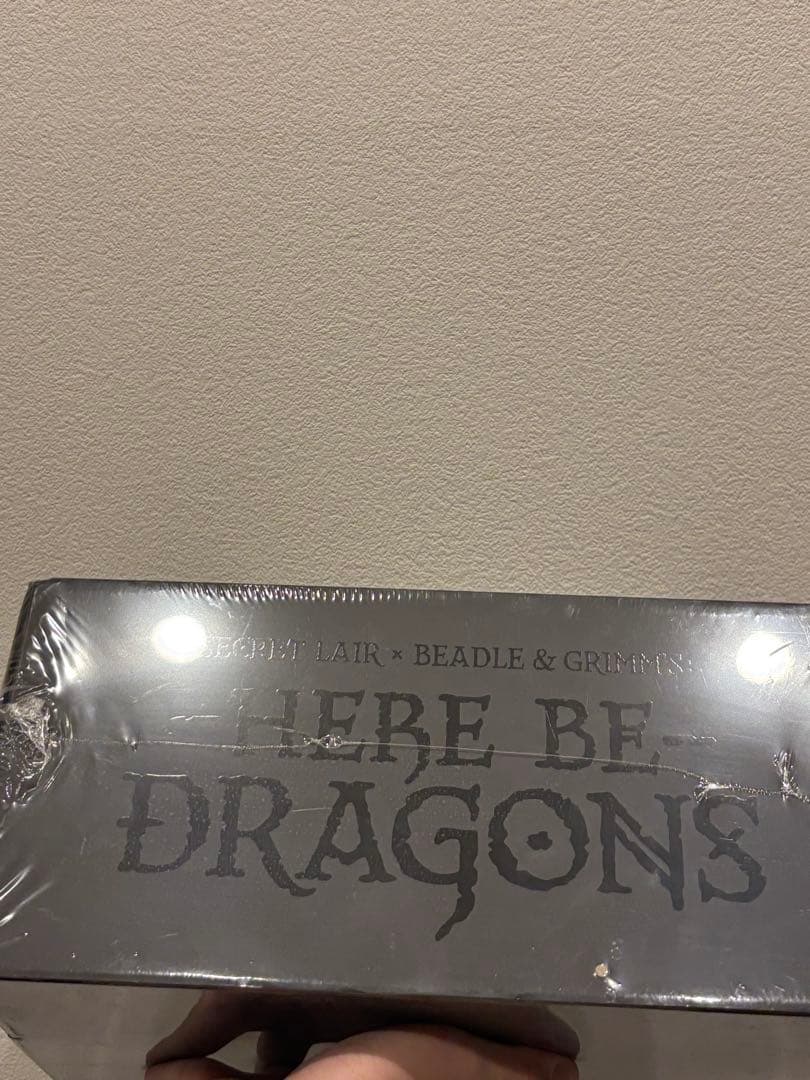 SECRET LAIR × BEADLE & GRIMM'S:
HERE BE
DRAGONS